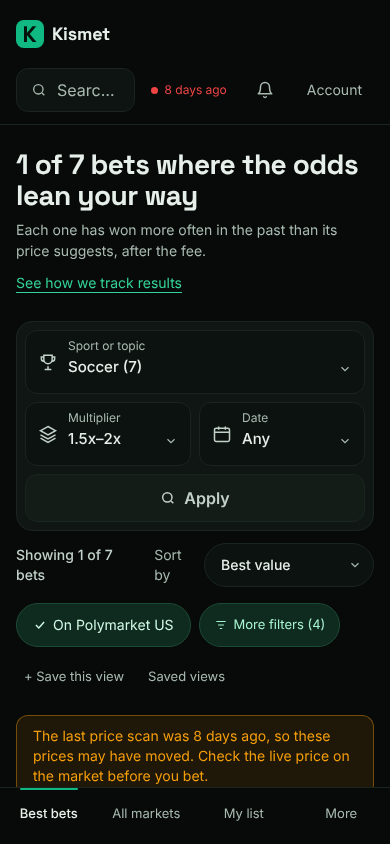 Kismet
Searc...
8 days ago
Account
1 of 7 bets where the odds
lean your way
Each one has won more often in the past than its
price suggests, after the fee.
See how we track results
Sport or topic
Soccer (7)
Multiplier
1.5x–2x
Date
Any
Apply
Showing 1 of 7
bets
Sort
by
Best value
On Polymarket US
More filters (4)
+ Save this view
Saved views
The last price scan was 8 days ago, so these
prices may have moved. Check the live price on
the market before you bet.
Best bets
All markets
My list
More